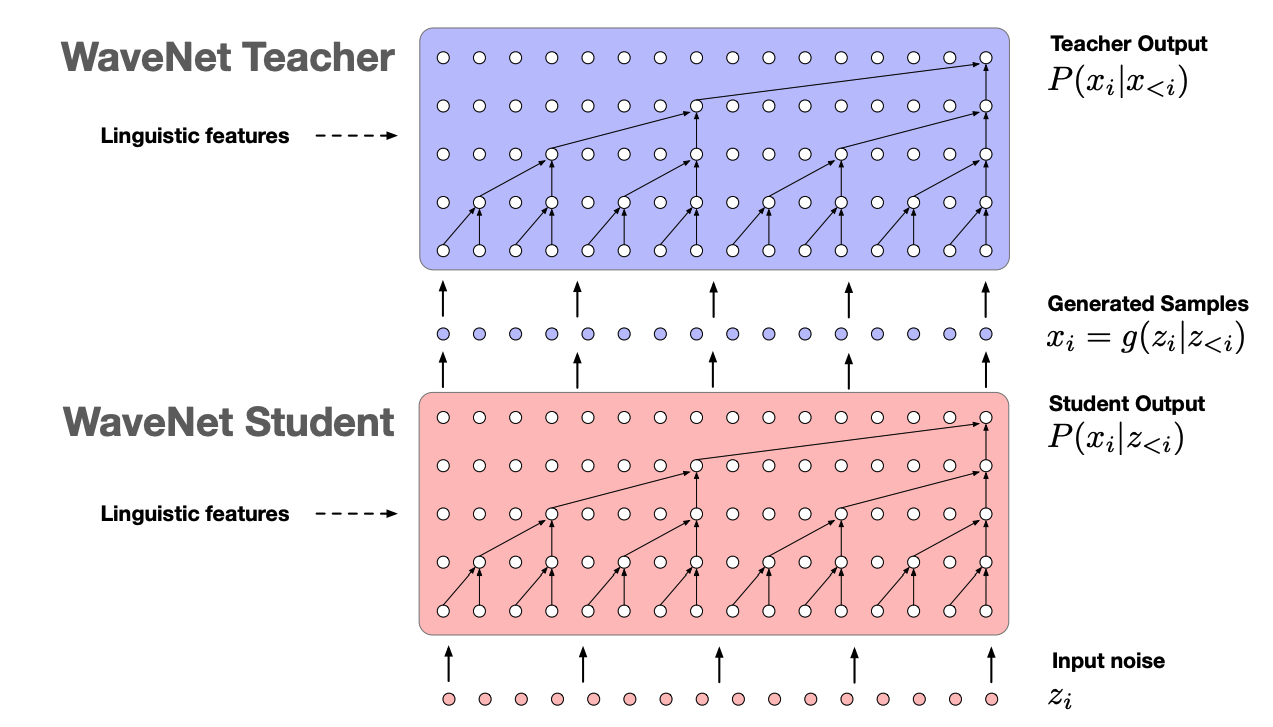 WaveNet Teacher
Linguistic features
Teacher Output
P(x_i|x_{<i})
Generated Samples
x_i = g(z_i|z_{<i})
WaveNet Student
Linguistic features
Student Output
P(x_i|z_{<i})
Input noise
z_i